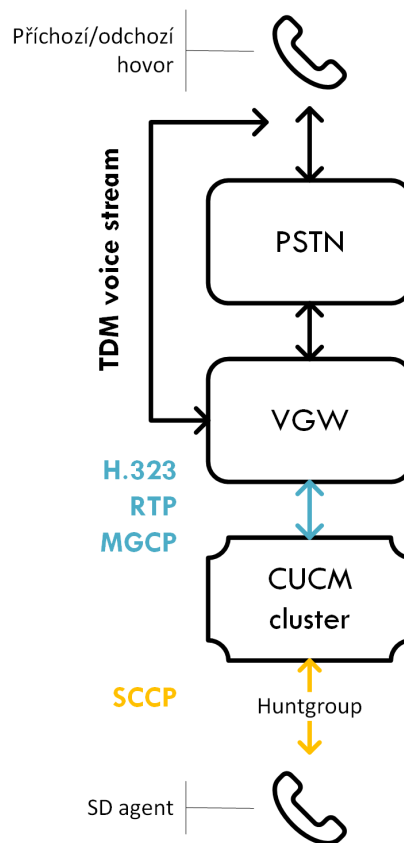 Příchozí/odchozí
hovor
TDM voice stream
PSTN
VGW
H.323
RTP
MGCP
CUCM
cluster
SCCP
Huntgroup
SD agent